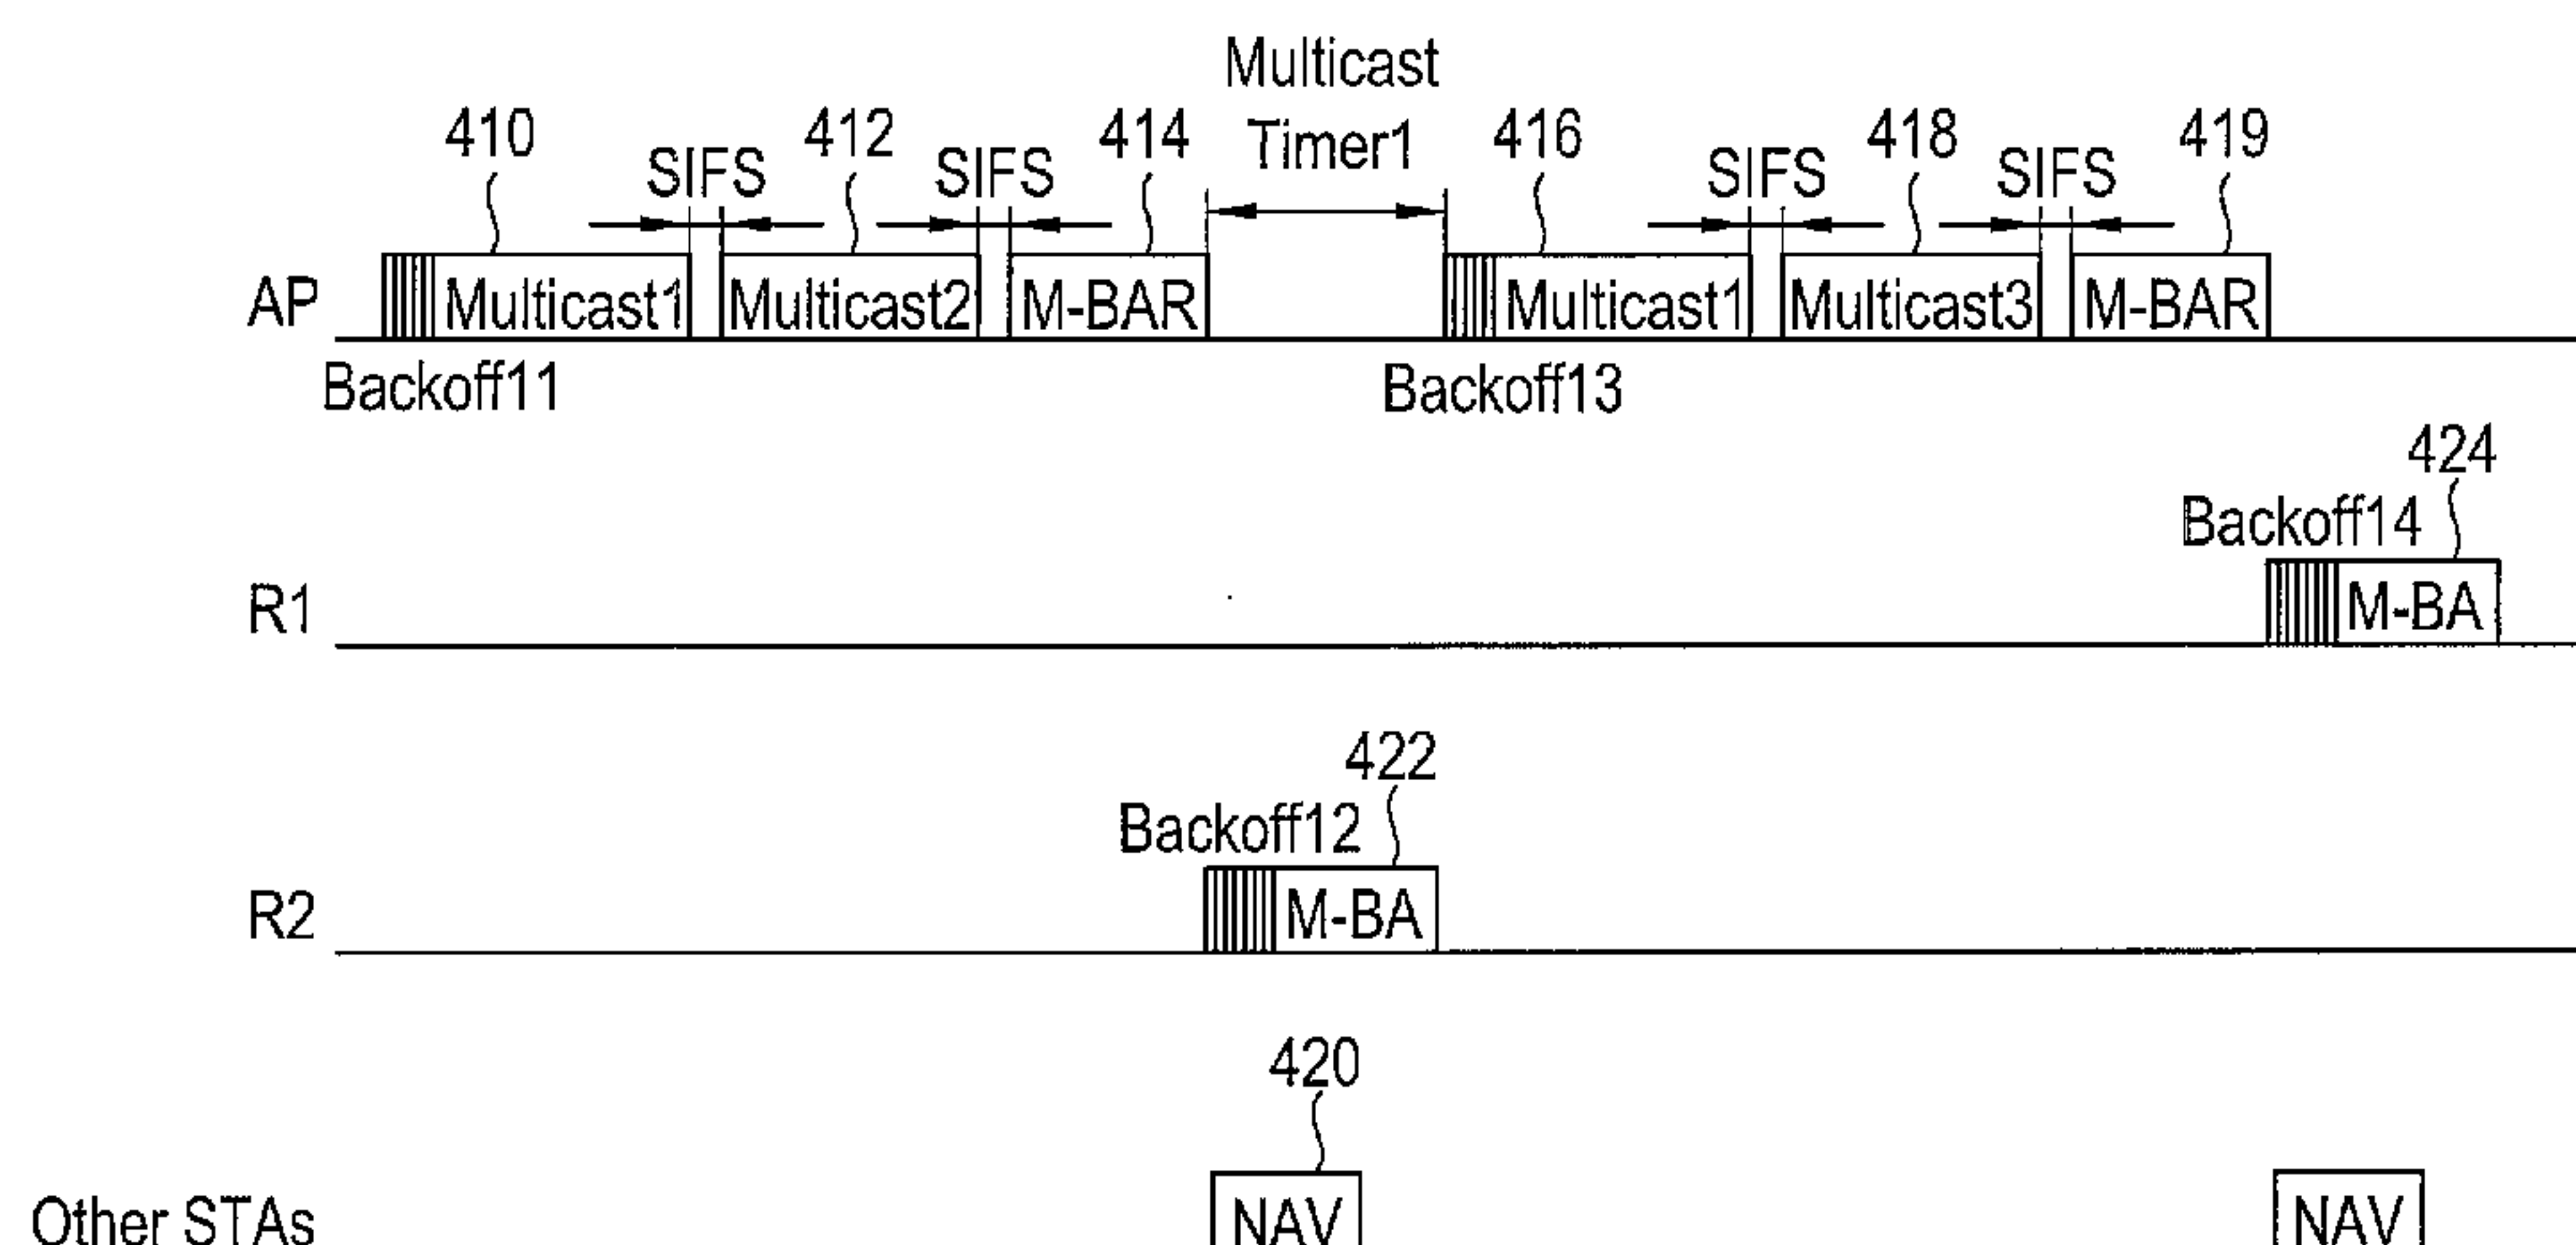 Multicast
Timer1
410
SIFS
412
SIFS
414
416
SIFS
418
SIFS
419
AP
Multicast1
Multicast2
M-BAR
Multicast1
Multicast3
M-BAR
Backoff11
Backoff13
424
Backoff14
R1
M-BA
422
Backoff12
R2
M-BA
420
Other STAs
NAV
NAV